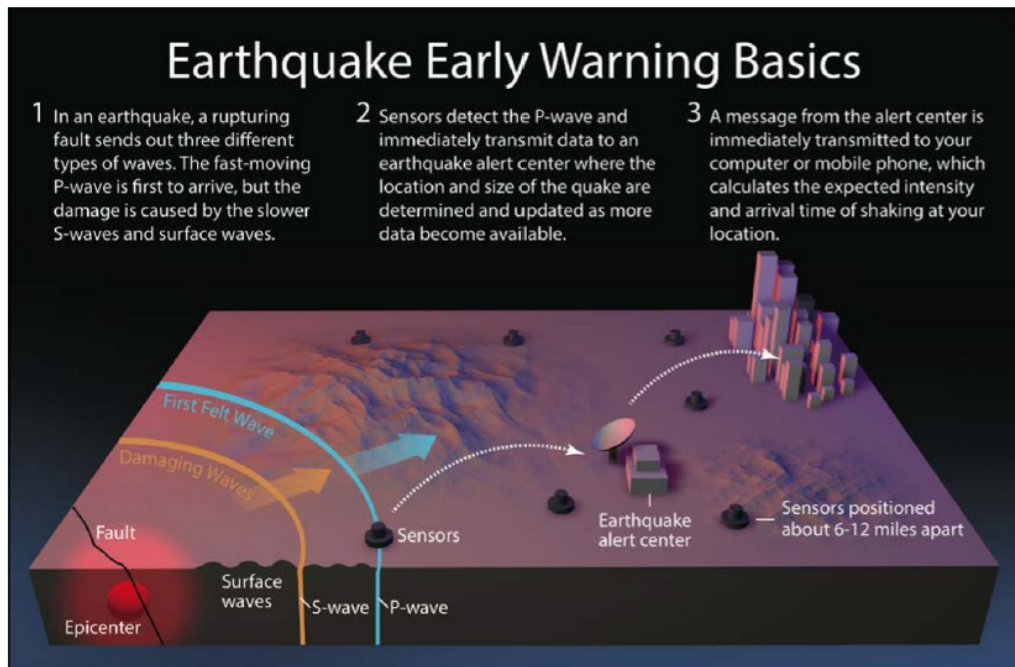 Earthquake Early Warning Basics
1 In an earthquake, a rupturing
fault sends out three different
types of waves. The fast-moving
P-wave is first to arrive, but the
damage is caused by the slower
S-waves and surface waves.
2 Sensors detect the P-wave and
immediately transmit data to an
earthquake alert center where the
location and size of the quake are
determined and updated as more
data become available.
3 A message from the alert center is
immediately transmitted to your
computer or mobile phone, which
calculates the expected intensity
and arrival time of shaking at your
location.
First Felt Wave
Damaging Waves
Fault
Sensors
Earthquake
alert center
Sensors positioned
about 6-12 miles apart
Surface
waves
S-wave
P-wave
Epicenter